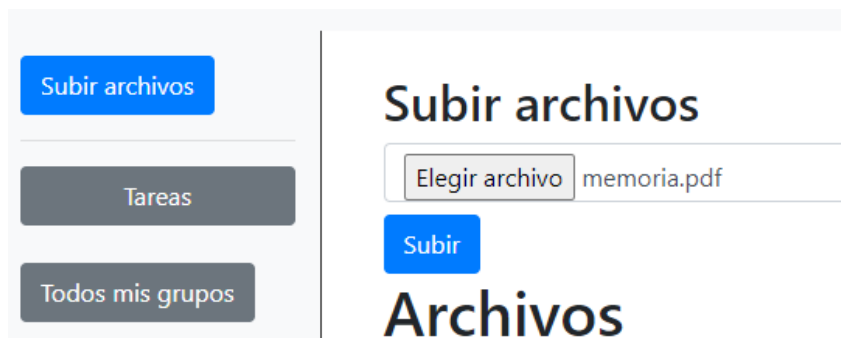 Subir archivos
Tareas
Todos mis grupos
Subir archivos
Elegir archivo memoria.pdf
Subir
Archivos